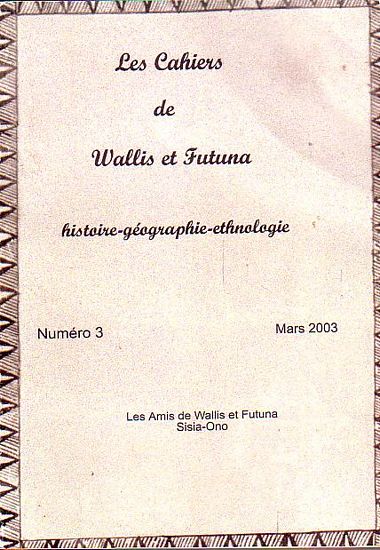 Les Cahiers
de
Wallis et Futuna
histoire-géographie-ethnologie
Numéro 3
Mars 2003
Les Amis de Wallis et Futuna
Sisia-Ono